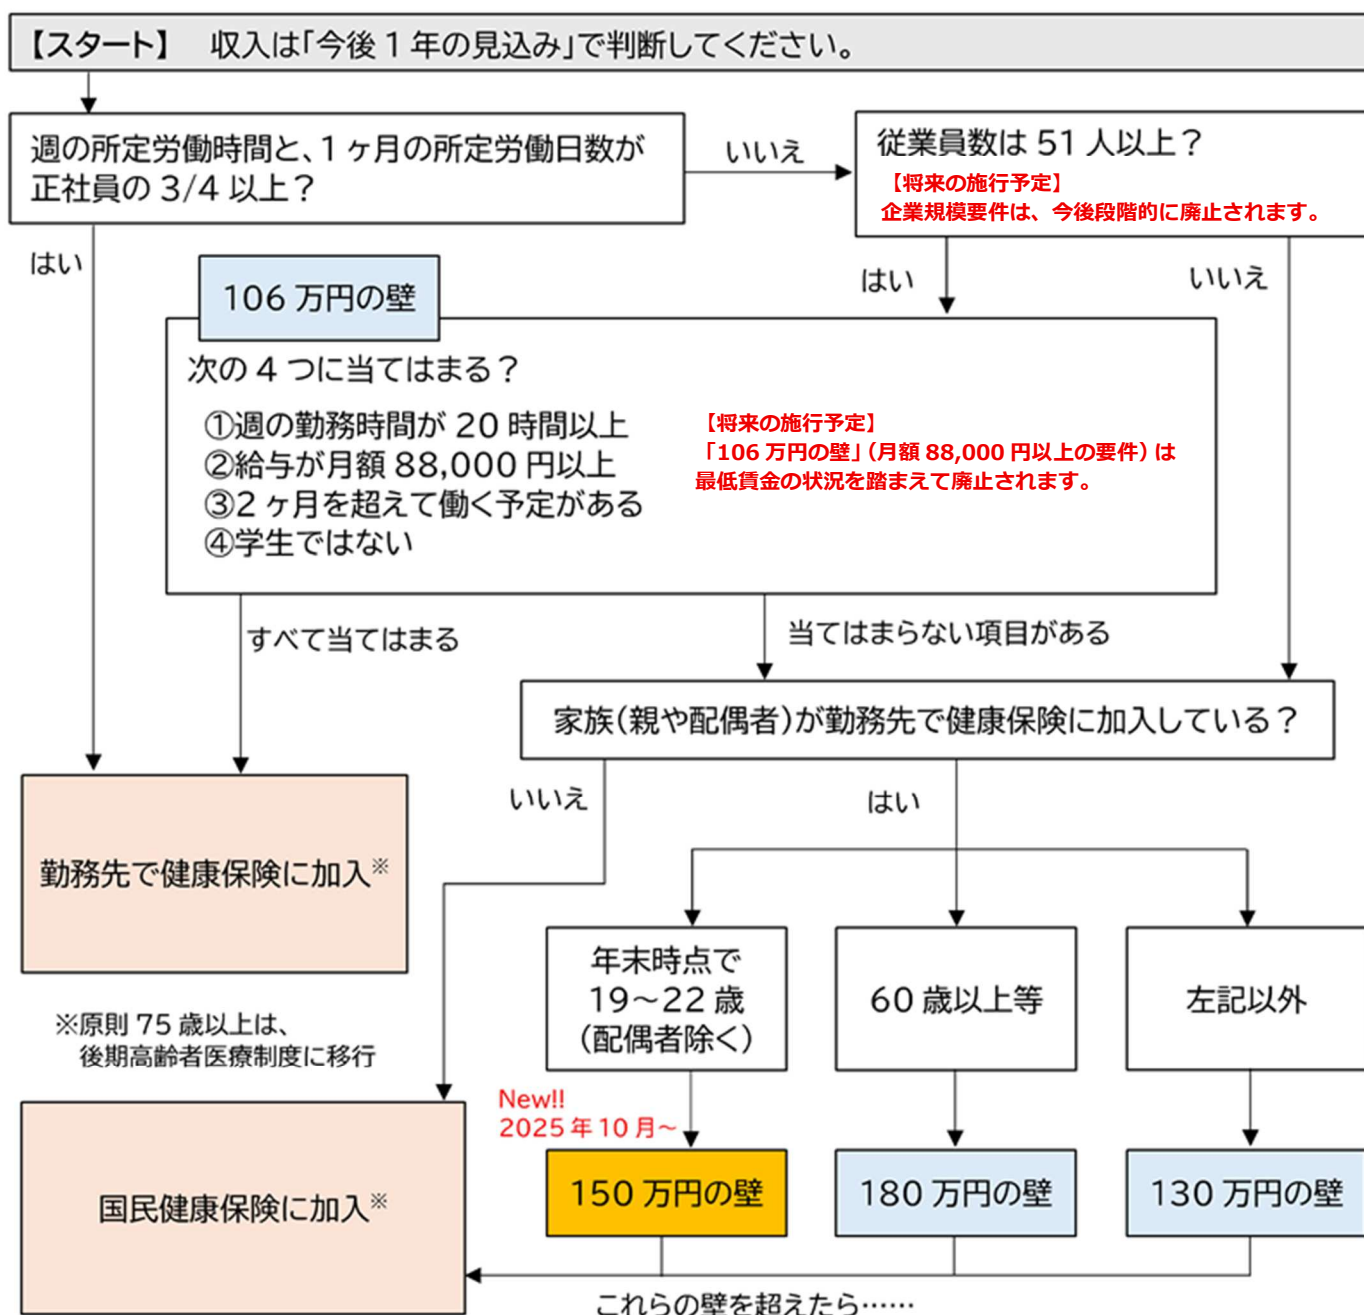 【スタート】 収入は「今後1年の見込み」で判断してください。
週の所定労働時間と、1ヶ月の所定労働日数が
正社員の3/4以上？
いいえ
従業員数は51人以上？
【将来の施行予定】
企業規模要件は、今後段階的に廃止されます。
はい
106万円の壁
はい
いいえ
次の4つに当てはまる？
①週の勤務時間が20時間以上
②給与が月額88,000円以上
③2ヶ月を超えて働く予定がある
④学生ではない
【将来の施行予定】
「106万円の壁」（月額88,000円以上の要件）は
最低賃金の状況を踏まえて廃止されます。
すべて当てはまる
当てはまらない項目がある
家族（親や配偶者）が勤務先で健康保険に加入している？
いいえ
はい
勤務先で健康保険に加入※
※原則75歳以上は、
後期高齢者医療制度に移行
年末時点で
19～22歳
（配偶者除く）
60歳以上等
左記以外
New!!
2025年10月～
150万円の壁
180万円の壁
130万円の壁
国民健康保険に加入※
これらの壁を超えたら……